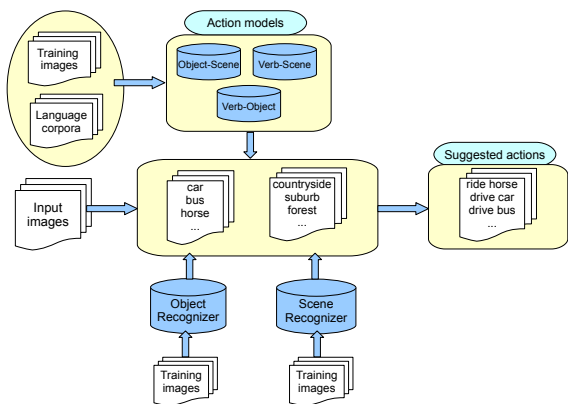 Action models
Training
images
Language
corpora
Object-Scene
Verb-Scene
Verb-Object
Suggested actions
Input
images
car
bus
horse
...
countryside
suburb
forest
...
ride horse
drive car
drive bus
...
Object
Recognizer
Scene
Recognizer
Training
images
Training
images